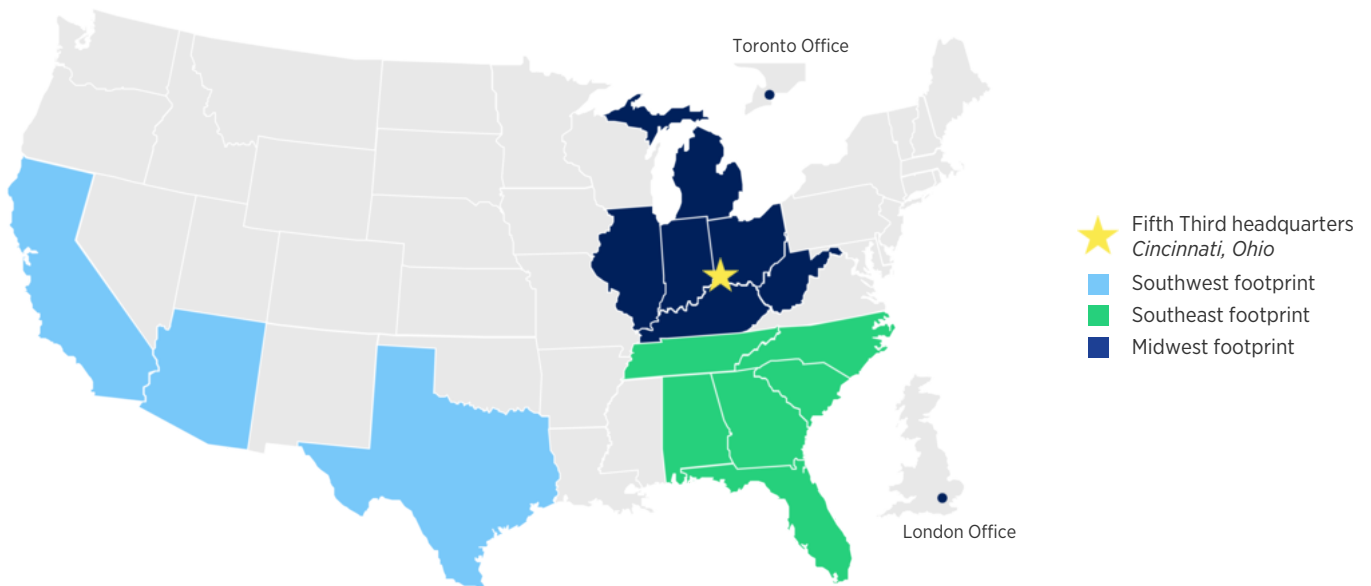 Toronto Office
Fifth Third headquarters
Cincinnati, Ohio
Southwest footprint
Southeast footprint
Midwest footprint
London Office